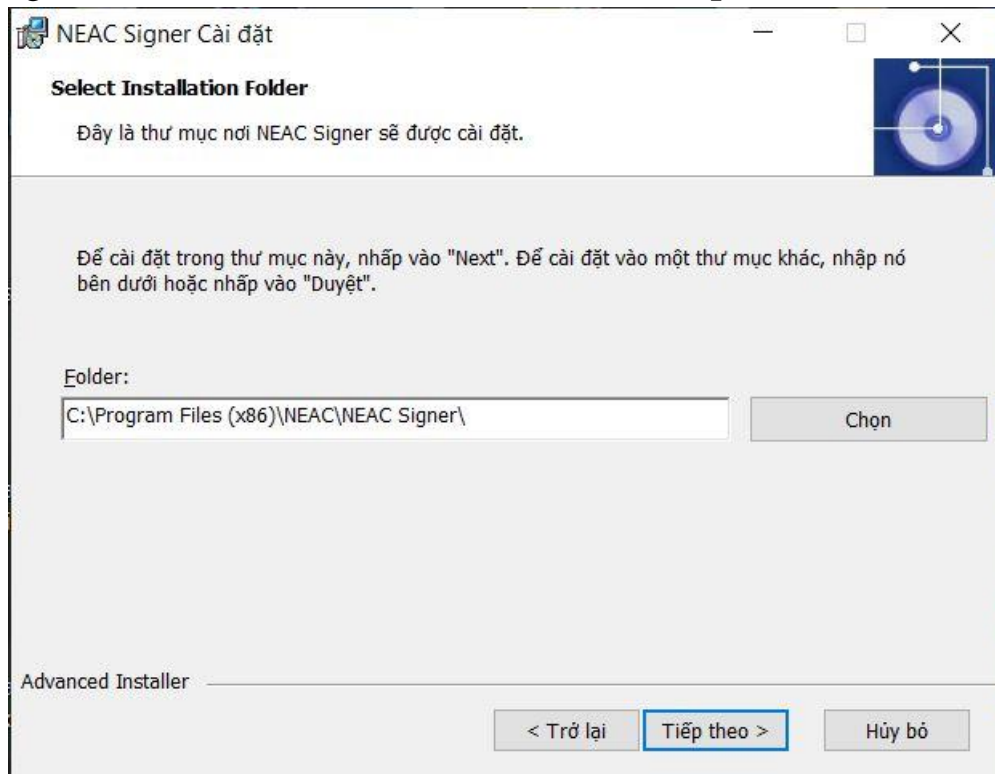 NEAC Signer Cài đặt
Select Installation Folder
Đây là thư mục nơi NEAC Signer sẽ được cài đặt.
Để cài đặt trong thư mục này, nhấp vào "Next". Để cài đặt vào một thư mục khác, nhập nó
bên dưới hoặc nhấp vào "Duyệt".
Folder:
C:\Program Files (x86)\NEAC\NEAC Signer\
Chọn
Advanced Installer
< Trở lại
Tiếp theo >
Hủy bỏ